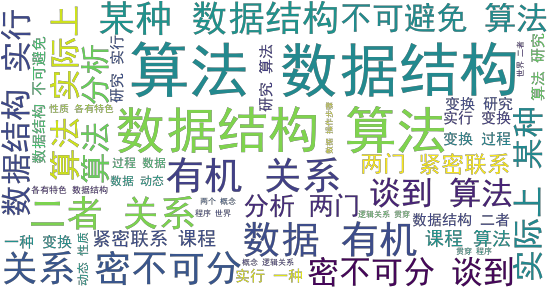 某种 数据结构 不可避免 算法
实行
实际上
分析
算法 数据结构
研究 实行
研究 算法
世界 二者
算法 研究
数据结构 不可避免
性质 各有特色
数据结构
算法 算法
数据结构 算法
数据 操作步骤
变换 研究
实行 变换
变换 过程
某种
过程 数据
数据 动态
有机 关系
两门 紧密联系
各有特色 数据结构
二者 关系
两个 概念
程序 世界
分析 两门
谈到 算法
逻辑关系 贯穿
数据结构 二者
实际上
一种 变换
动态 性质
紧密联系 课程
数据 有机
课程 算法
贯穿 程序
关系 密不可分
概念 逻辑关系
实行 一种
密不可分 谈到